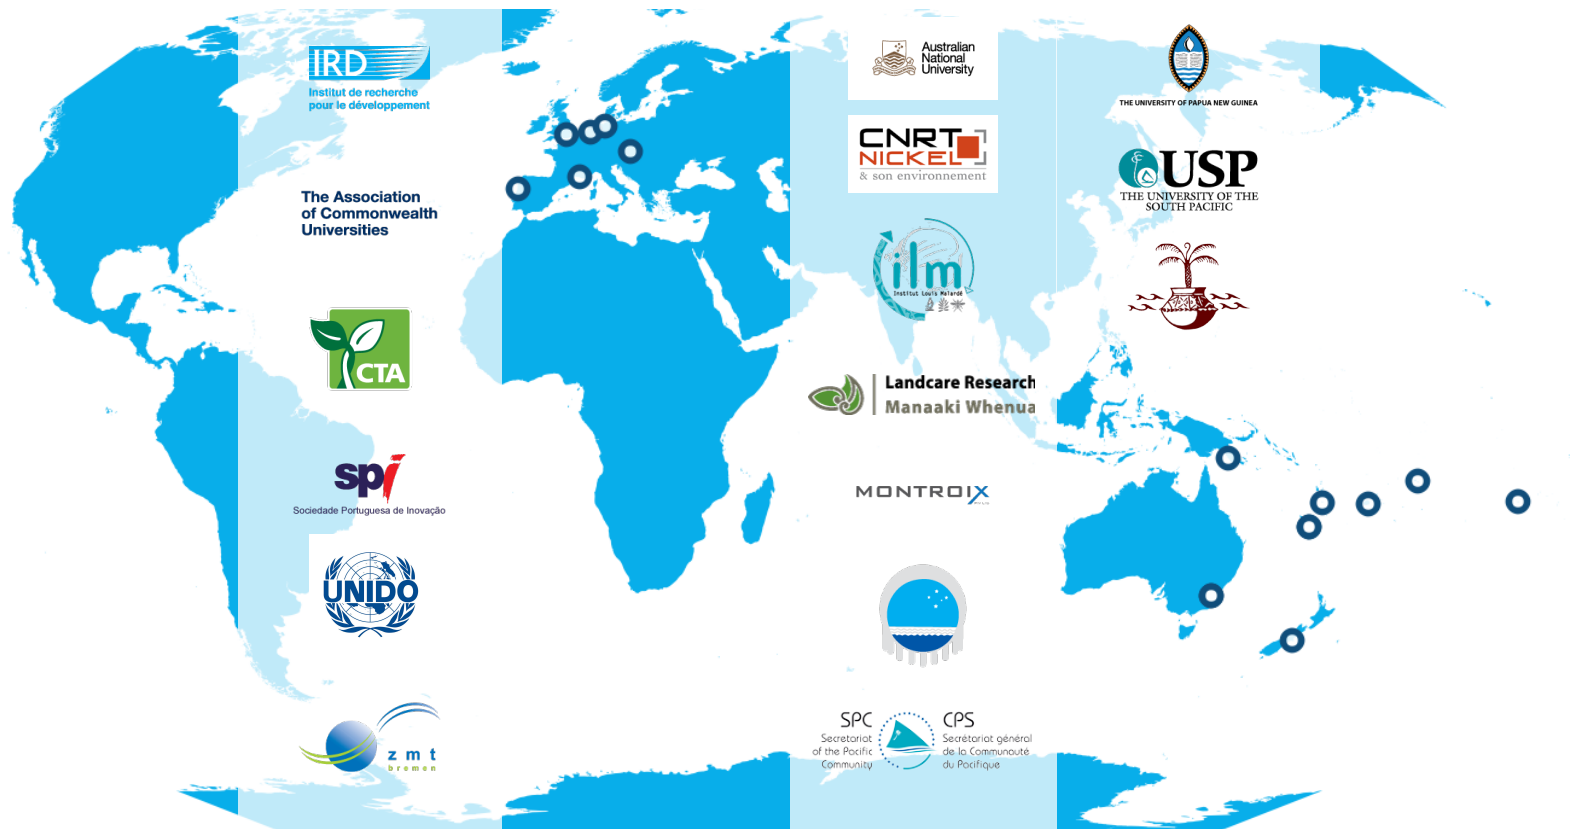 IRD
Institut de recherche
pour le développement
The Association
of Commonwealth
Universities
CTA
spi
Sociedade Portuguesa de Inovação
UNIDO
zmt
bremen
Australian
National
University
CNRT
NICKEL
& son environnement
ilm
Institut Louis Malardé
Landcare Research
Manaaki Whenua
MONTROIX
SPC
Secretariat
of the Pacific
Community
CPS
Secrétariat général
de la Communauté
du Pacifique
THE UNIVERSITY OF PAPUA NEW GUINEA
USP
THE UNIVERSITY OF THE
SOUTH PACIFIC